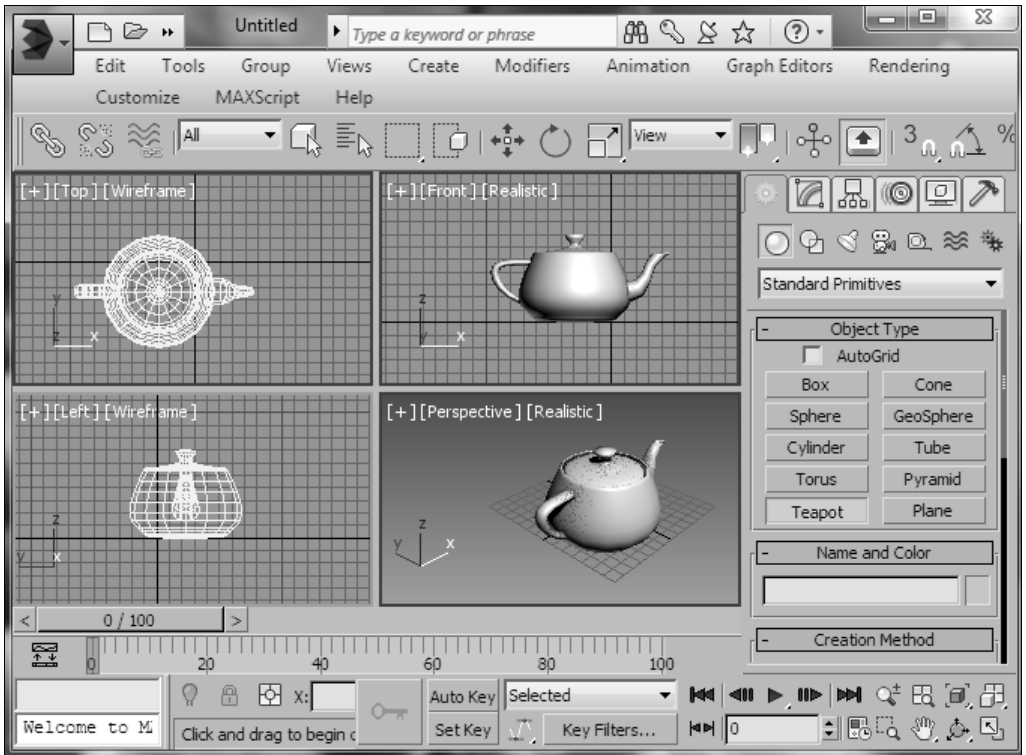 Untitled
Type a keyword or phrase
Edit Tools Group Views Create Modifiers Animation Graph Editors Rendering
Customize MAXScript Help
All
View
3
%
[+][Top][Wireframe]
[+][Front][Realistic]
y
z x
z
y x
Standard Primitives
- Object Type
AutoGrid
Box Cone
Sphere GeoSphere
Cylinder Tube
Torus Pyramid
Teapot Plane
[+][Left][Wireframe]
[+][Perspective][Realistic]
z
y x
z
y x
- Name and Color
- Creation Method
< 0 / 100 >
0 20 40 60 80 100
X:
Auto Key
Selected
Welcome to M
Click and drag to begin
Set Key
Key Filters...
0